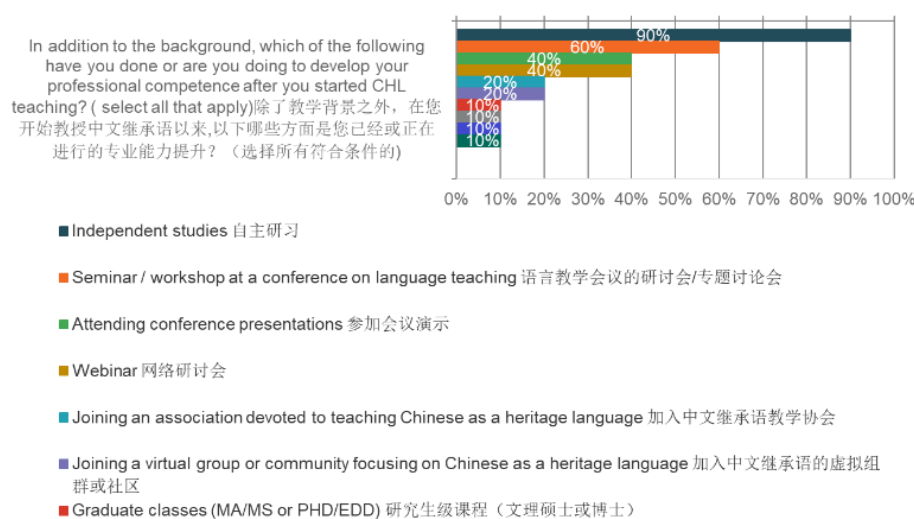 In addition to the background, which of the following
have you done or are you doing to develop your
professional competence after you started CHL
teaching? ( select all that apply)除了教学背景之外，在您
开始教授中文继承语以来,以下哪些方面是您已经或正在
进行的专业能力提升？（选择所有符合条件的)
90%
60%
40%
40%
20%
20%
10%
10%
10%
10%
0% 10% 20% 30% 40% 50% 60% 70% 80% 90% 100%
Independent studies 自主研习
Seminar / workshop at a conference on language teaching 语言教学会议的研讨会/专题讨论会
Attending conference presentations 参加会议演示
Webinar 网络研讨会
Joining an association devoted to teaching Chinese as a heritage language 加入中文继承语教学协会
Joining a virtual group or community focusing on Chinese as a heritage language 加入中文继承语的虚拟组
群或社区
Graduate classes (MA/MS or PHD/EDD) 研究生级课程（文理硕士或博士）